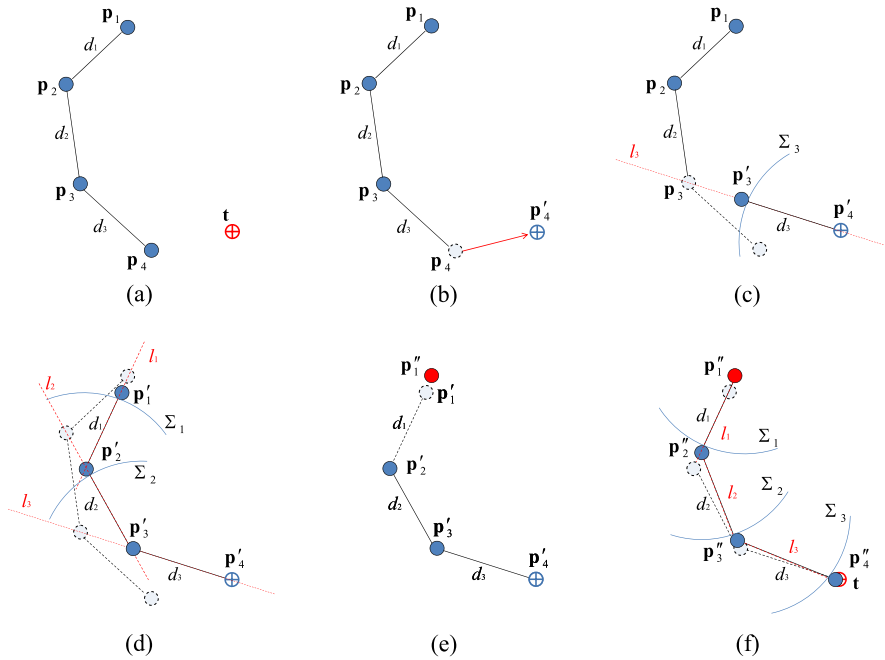 p1
d1
p2
d2
p3
t
d3
p4
(a)
p1
d1
p2
d2
p3
p′4
d3
p4
(b)
p1
d1
p2
d2
l3
Σ3
p3
p′3
p′4
d3
(c)
l1
l2
p′1
d1
Σ1
p′2
Σ2
l3
d2
p′3
p′4
d3
(d)
p″1
p′1
d1
p′2
d2
p′3
p′4
d3
(e)
p″1
d1
l1
Σ1
p″2
l2
Σ2
d2
Σ3
p″3
l3
p″4
d3
t
(f)